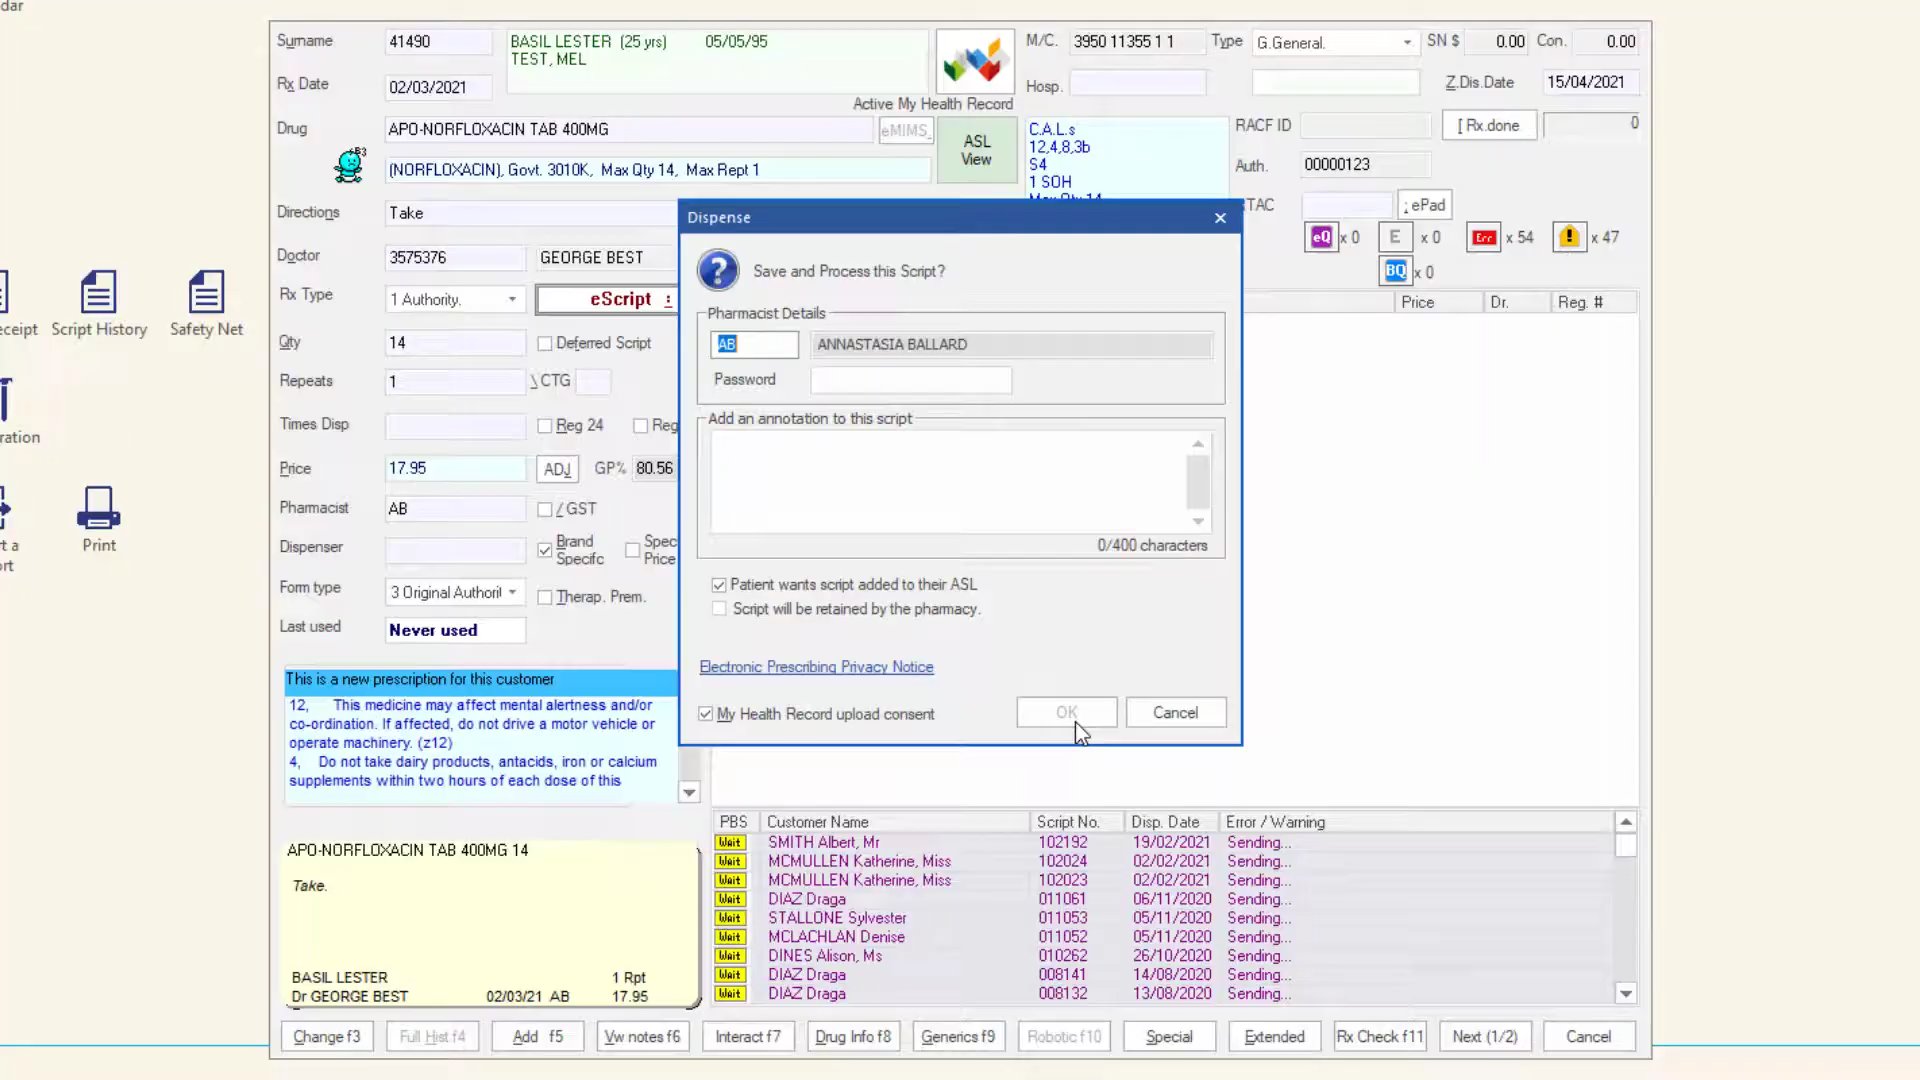 dar
Surname
41490
BASIL LESTER (25 yrs) 05/05/95
TEST, MEL
M/C.
3950 11355 1 1
Type
G.General.
SN $
0.00
Con.
0.00
Rx Date
02/03/2021
Active My Health Record
Hosp.
Z.Dis.Date
15/04/2021
Drug
APO-NORFLOXACIN TAB 400MG
eMIMS
ASL
View
C.A.L.s
12,4,8,3b
S4
1 SOH
Max Qty 14
RACF ID
[ Rx.done
0
(NORFLOXACIN), Govt. 3010K, Max Qty 14, Max Rept 1
Auth.
00000123
Directions
Take
TAC
; ePad
eQ x 0
E x 0
Err x 54
! x 47
BQ x 0
Doctor
3575376
GEORGE BEST
Rx Type
1 Authority.
eScript :
Price
Dr.
Reg. #
Qty
14
Deferred Script
Repeats
1
\ CTG
Times Disp
Reg 24
Reg
Price
17.95
ADJ
GP%
80.56
Pharmacist
AB
/ GST
Dispenser
Brand
Specifc
Spec
Price
Form type
3 Original Authorit
Therap. Prem.
Last used
Never used
eceipt
Script History
Safety Net
ration
t a
ort
Print
Dispense
Save and Process this Script?
Pharmacist Details
AB
ANNASTASIA BALLARD
Password
Add an annotation to this script
0/400 characters
Patient wants script added to their ASL
Script will be retained by the pharmacy.
Electronic Prescribing Privacy Notice
My Health Record upload consent
OK
Cancel
This is a new prescription for this customer
12, This medicine may affect mental alertness and/or
co-ordination. If affected, do not drive a motor vehicle or
operate machinery. (z12)
4, Do not take dairy products, antacids, iron or calcium
supplements within two hours of each dose of this
APO-NORFLOXACIN TAB 400MG 14
Take.
BASIL LESTER 1 Rpt
Dr GEORGE BEST 02/03/21 AB 17.95
PBS Customer Name Script No. Disp. Date Error / Warning
Wait SMITH Albert, Mr 102192 19/02/2021 Sending...
Wait MCMULLEN Katherine, Miss 102024 02/02/2021 Sending...
Wait MCMULLEN Katherine, Miss 102023 02/02/2021 Sending...
Wait DIAZ Draga 011061 06/11/2020 Sending...
Wait STALLONE Sylvester 011053 05/11/2020 Sending...
Wait MCLACHLAN Denise 011052 05/11/2020 Sending...
Wait DINES Alison, Ms 010262 26/10/2020 Sending...
Wait DIAZ Draga 008141 14/08/2020 Sending...
Wait DIAZ Draga 008132 13/08/2020 Sending...
Change f3
Full Hist f4
Add f5
Vw notes f6
Interact f7
Drug Info f8
Generics f9
Robotic f10
Special
Extended
Rx Check f11
Next (1/2)
Cancel